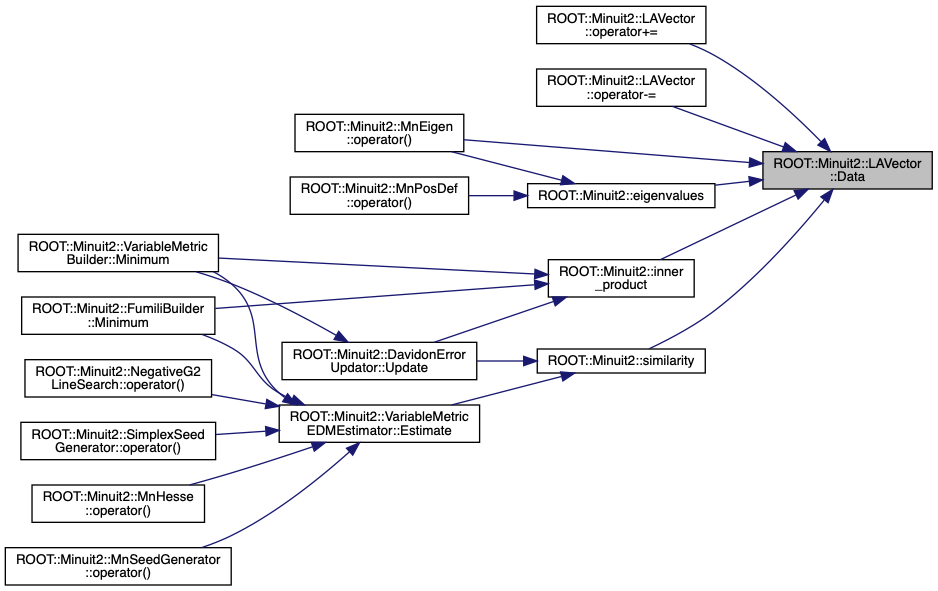 ROOT::Minuit2::LAVector
::operator+=
ROOT::Minuit2::LAVector
::operator-=
ROOT::Minuit2::MnEigen
::operator()
ROOT::Minuit2::LAVector
::Data
ROOT::Minuit2::MnPosDef
::operator()
ROOT::Minuit2::eigenvalues
ROOT::Minuit2::VariableMetric
Builder::Minimum
ROOT::Minuit2::inner
_product
ROOT::Minuit2::FumiliBuilder
::Minimum
ROOT::Minuit2::DavidonError
Updator::Update
ROOT::Minuit2::similarity
ROOT::Minuit2::NegativeG2
LineSearch::operator()
ROOT::Minuit2::VariableMetric
EDMEstimator::Estimate
ROOT::Minuit2::SimplexSeed
Generator::operator()
ROOT::Minuit2::MnHesse
::operator()
ROOT::Minuit2::MnSeedGenerator
::operator()